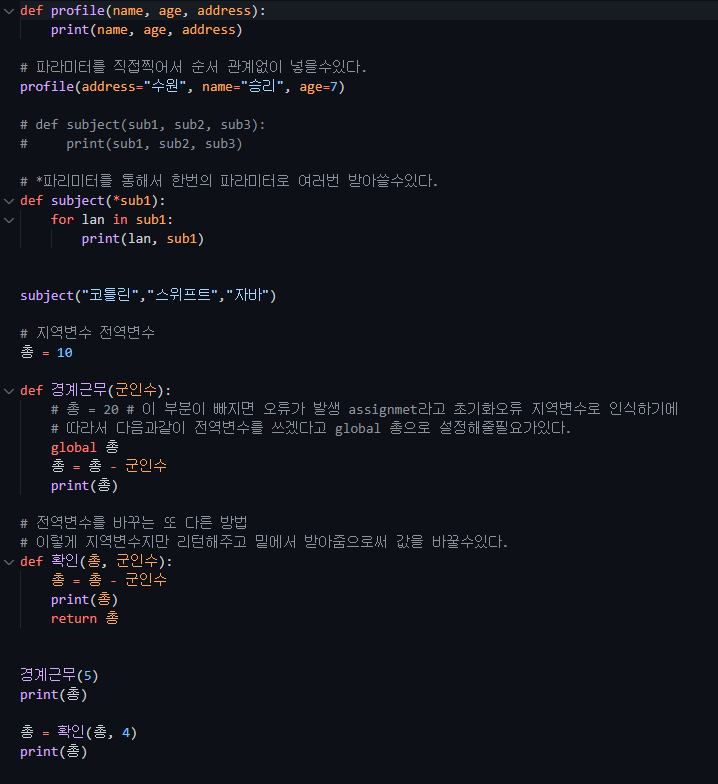 def profile(name, age, address):
    print(name, age, address)
# 파라미터를 직접찍어서 순서 관계없이 넣을수있다.
profile(address="수원", name="승리", age=7)
# def subject(sub1, sub2, sub3):
#     print(sub1, sub2, sub3)
# *파리미터를 통해서 한번의 파라미터로 여러번 받아쓸수있다.
def subject(*sub1):
    for lan in sub1:
        print(lan, sub1)
subject("코틀린","스위프트","자바")
# 지역변수 전역변수
총 = 10
def 경계근무(군인수):
    # 총 = 20 # 이 부분이 빠지면 오류가 발생 assignmet라고 초기화오류 지역변수로 인식하기에
    # 따라서 다음과같이 전역변수를 쓰겠다고 global 총으로 설정해줄필요가있다.
    global 총
    총 = 총 - 군인수
    print(총)
# 전역변수를 바꾸는 또 다른 방법
# 이렇게 지역변수지만 리턴해주고 밑에서 받아줌으로써 값을 바꿀수있다.
def 확인(총, 군인수):
    총 = 총 - 군인수
    print(총)
    return 총
경계근무(5)
print(총)
총 = 확인(총, 4)
print(총)